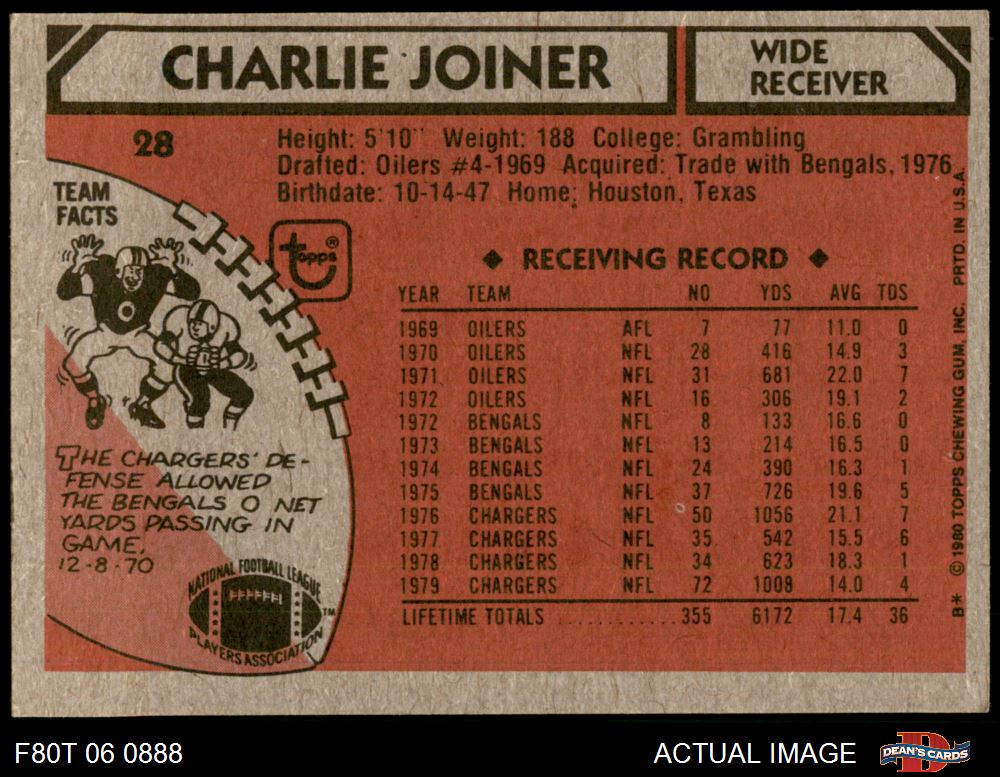 CHARLIE JOINER
WIDE
RECEIVER
28
Height: 5'10" Weight: 188 College: Grambling
Drafted: Oilers #4-1969 Acquired: Trade with Bengals, 1976
Birthdate: 10-14-47 Home: Houston, Texas
TEAM
FACTS
topps®
THE CHARGERS' DE-
FENSE ALLOWED
THE BENGALS 0 NET
YARDS PASSING IN
GAME,
12-8-70
NATIONAL FOOTBALL LEAGUE
PLAYERS ASSOCIATION
™
◆ RECEIVING RECORD ◆
YEAR TEAM NO YDS AVG TDS
1969 OILERS AFL 7 77 11.0 0
1970 OILERS NFL 28 416 14.9 3
1971 OILERS NFL 31 681 22.0 7
1972 OILERS NFL 16 306 19.1 2
1972 BENGALS NFL 8 133 16.6 0
1973 BENGALS NFL 13 214 16.5 0
1974 BENGALS NFL 24 390 16.3 1
1975 BENGALS NFL 37 726 19.6 5
1976 CHARGERS NFL 50 1056 21.1 7
1977 CHARGERS NFL 35 542 15.5 6
1978 CHARGERS NFL 34 623 18.3 1
1979 CHARGERS NFL 72 1008 14.0 4
LIFETIME TOTALS ............ 355 6172 17.4 36
B* © 1980 TOPPS CHEWING GUM, INC. PRTD. IN U.S.A.
F80T 06 0888
ACTUAL IMAGE
DEAN'S CARDS